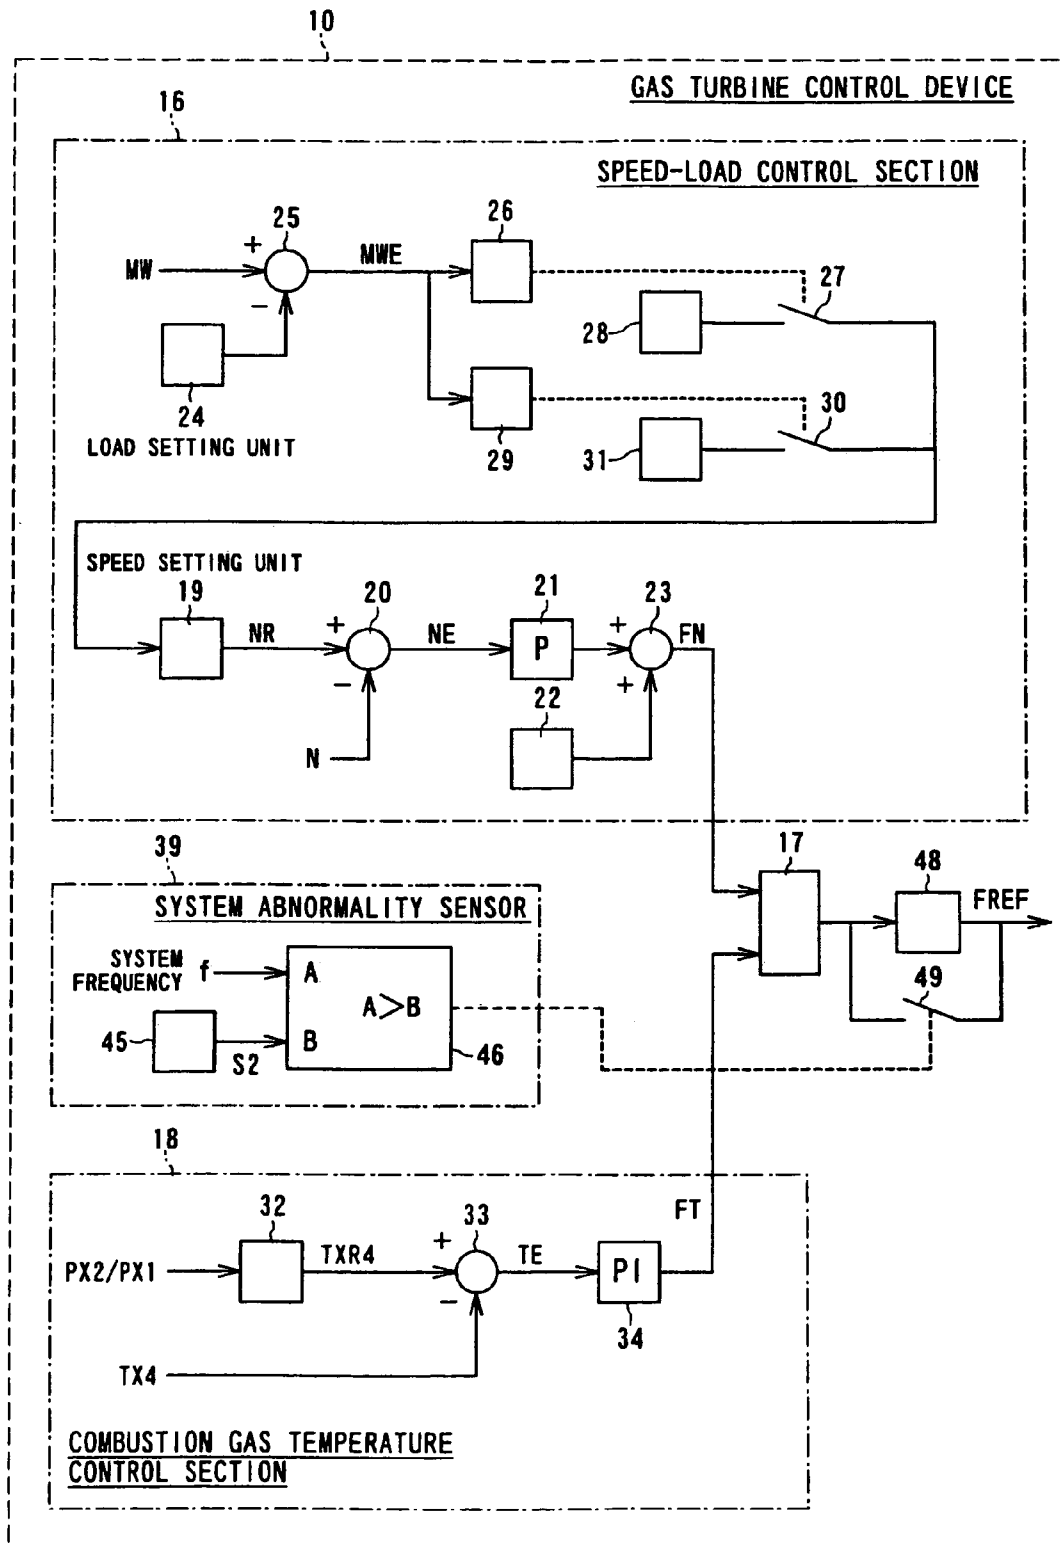 10
GAS TURBINE CONTROL DEVICE
16
SPEED-LOAD CONTROL SECTION
25
26
+
MW
MWE
27
−
28
24
30
LOAD SETTING UNIT
29
31
SPEED SETTING UNIT
19
20
21
23
NR
+
NE
P
+
FN
−
+
22
N
39
17
48
SYSTEM ABNORMALITY SENSOR
FREF
SYSTEM
FREQUENCY
f
A
A>B
49
45
S2
B
46
18
FT
32
33
PX2/PX1
TXR4
+
TE
PI
−
34
TX4
COMBUSTION GAS TEMPERATURE
CONTROL SECTION